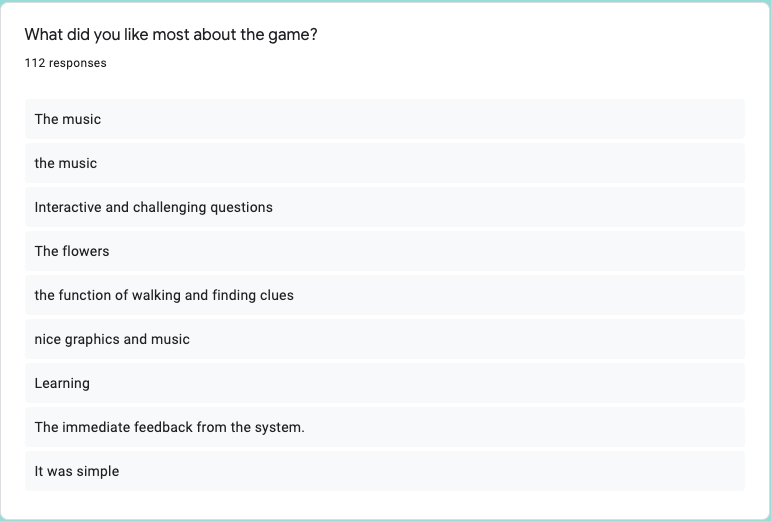 What did you like most about the game?
112 responses
The music
the music
Interactive and challenging questions
The flowers
the function of walking and finding clues
nice graphics and music
Learning
The immediate feedback from the system.
It was simple